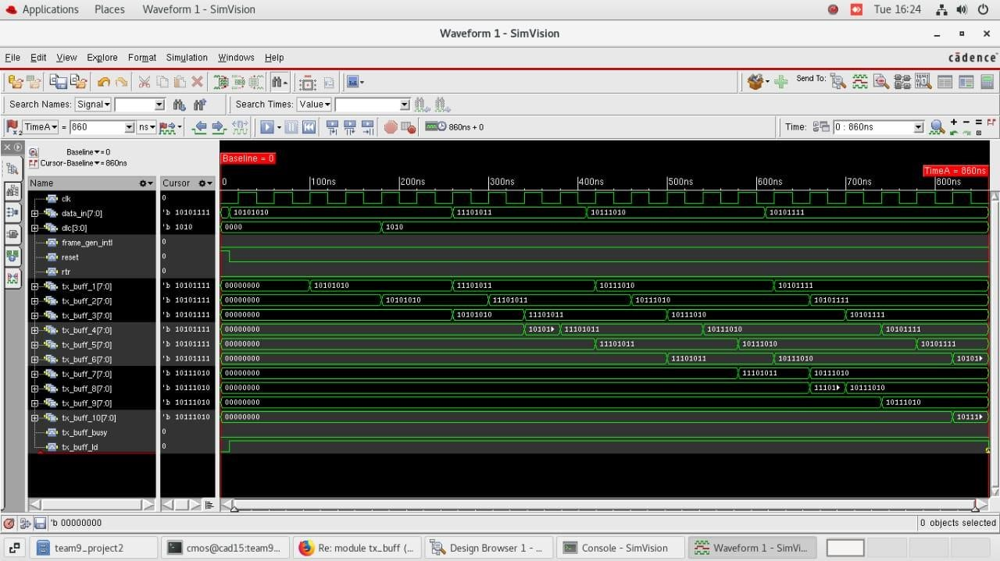 Applications Places Waveform 1 - SimVision Tue 16:24
Waveform 1 - SimVision
File Edit View Explore Format Simulation Windows Help cādence
Send To:
Search Names: Signal Search Times: Value
TimeA = 860 ns 860ns + 0 Time: 0 : 860ns
Baseline = 0
Cursor-Baseline = 860ns
Baseline = 0
TimeA = 860ns
Name Cursor 0 100ns 200ns 300ns 400ns 500ns 600ns 700ns 800ns
clk 0
data_in[7:0] 'b 10101111 10101010 11101011 10111010 10101111
dlc[3:0] 'b 1010 0000 1010
frame_gen_intl 0
reset 0
rtr 0
tx_buff_1[7:0] 'b 10101111 00000000 10101010 11101011 10111010 10101111
tx_buff_2[7:0] 'b 10101111 00000000 10101010 11101011 10111010 10101111
tx_buff_3[7:0] 'b 10101111 00000000 10101010 11101011 10111010 10101111
tx_buff_4[7:0] 'b 10101111 00000000 10101 11101011 10111010 10101111
tx_buff_5[7:0] 'b 10101111 00000000 11101011 10111010 10101111
tx_buff_6[7:0] 'b 10101111 00000000 11101011 10111010 10101
tx_buff_7[7:0] 'b 10111010 00000000 11101011 10111010
tx_buff_8[7:0] 'b 10111010 00000000 11101 10111010
tx_buff_9[7:0] 'b 10111010 00000000 10111010
tx_buff_10[7:0] 'b 10111010 00000000 10111
tx_buff_busy 0
tx_buff_ld 0
'b 00000000 0 objects selected
team9_project2 cmos@cad15:team9... Re: module tx_buff (... Design Browser 1 - ... Console - SimVision Waveform 1 - SimVi...